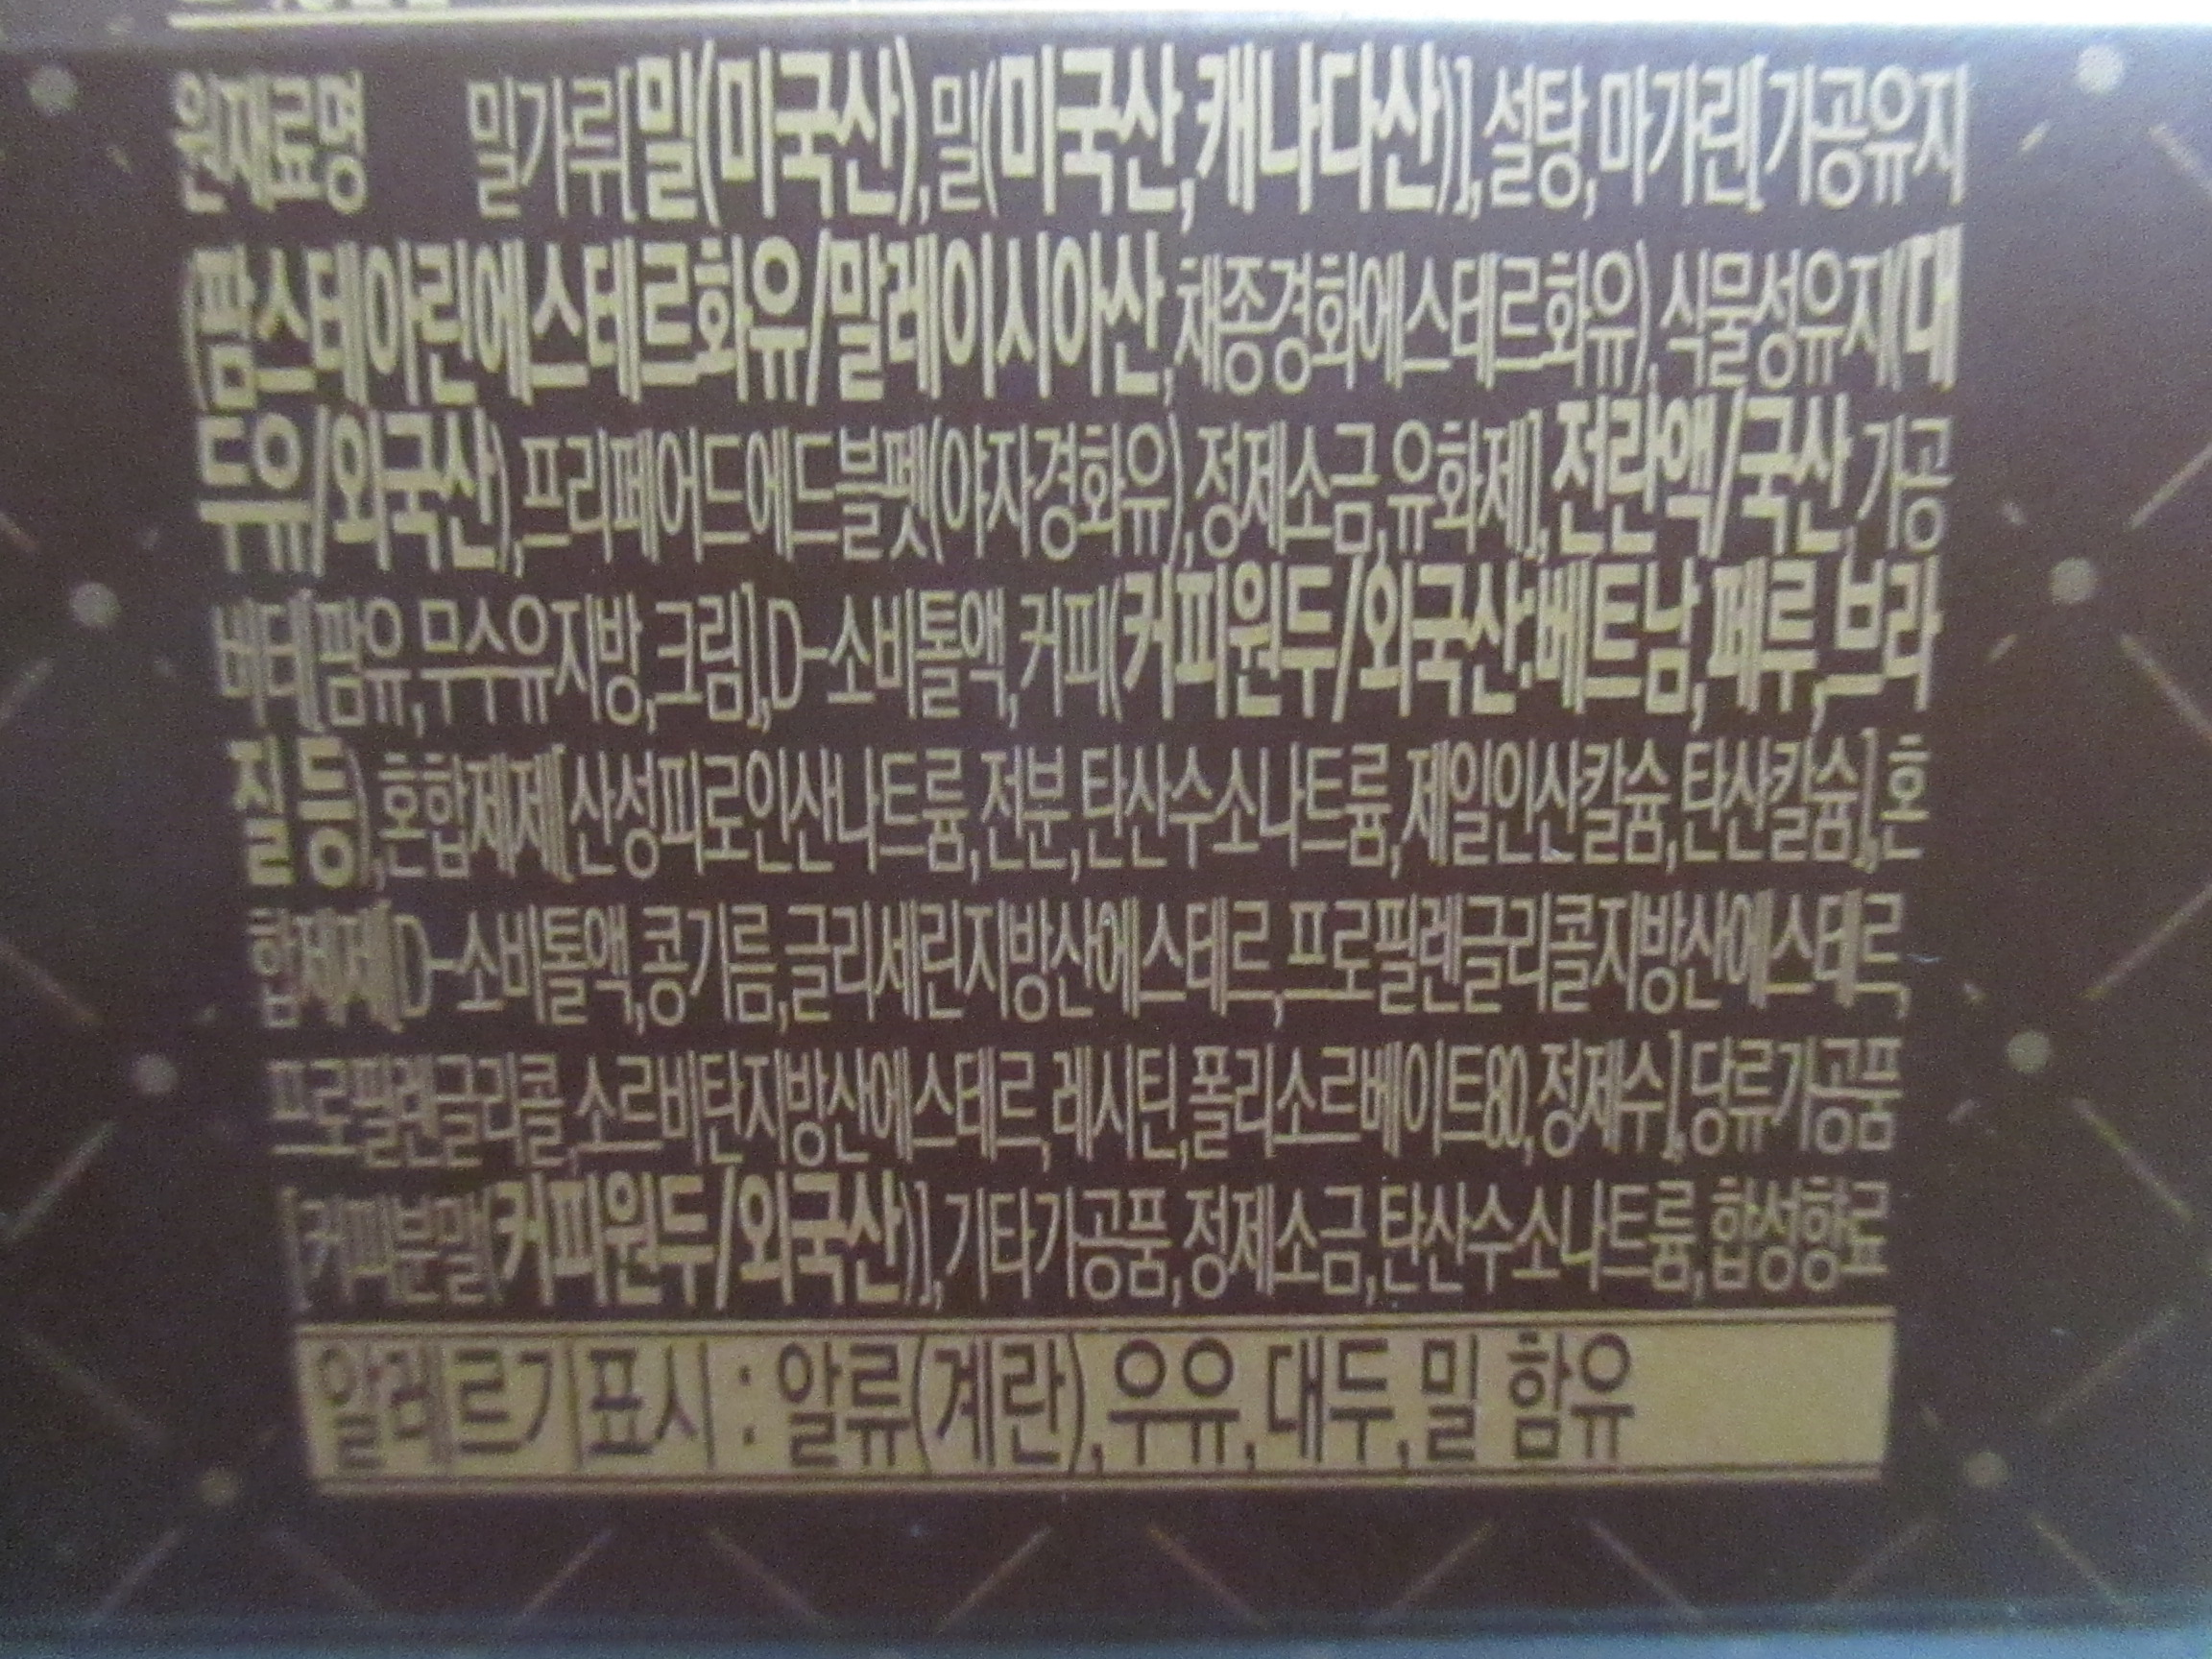 원재료명 밀가루[밀(미국산),밀(미국산,캐나다산)],설탕,마가린[가공유지
(팜스테아린에스테르화유/말레이시아산,채종경화에스테르화유),식물성유지(대
두유/외국산),프리페어드에드블펫(야자경화유),정제소금,유화제],전란액/국산,가공
버터[팜유,무수유지방,크림],D-소비톨액,커피(커피원두/외국산:베트남,페루,브라
질 등),혼합제제[산성피로인산나트륨,전분,탄산수소나트륨,제일인산칼슘,탄산칼슘],혼
합제제[D-소비톨액,콩기름,글리세린지방산에스테르,프로필렌글리콜지방산에스테르,
프로필렌글리콜,소르비탄지방산에스테르,레시틴,폴리소르베이트80,정제수],당류가공품
[커피분말(커피원두/외국산)],기타가공품,정제소금,탄산수소나트륨,합성향료
알레르기 표시 : 알류(계란),우유,대두,밀 함유